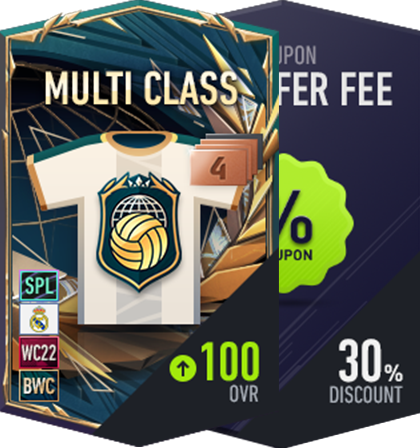 MULTI CLASS
4
SPL
WC22
BWC
↑ 100
OVR
UPON
FER FEE
%
UPON
30%
DISCOUNT